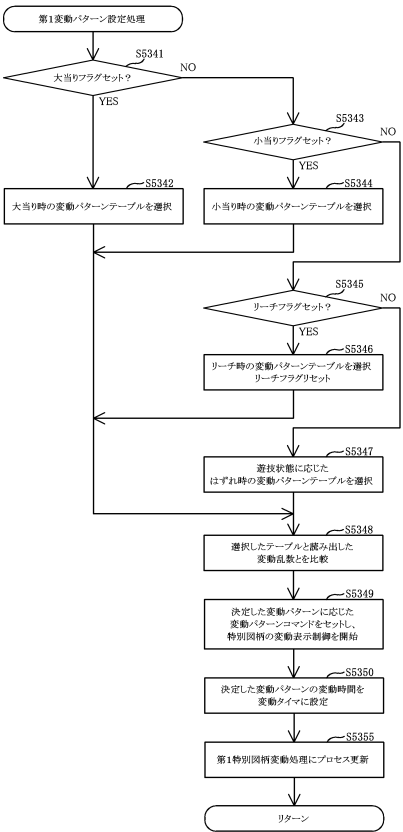 第1変動パターン設定処理
S5341
大当りフラグセット？
NO
YES
S5343
小当りフラグセット？
NO
YES
S5342
大当り時の変動パターンテーブルを選択
S5344
小当り時の変動パターンテーブルを選択
S5345
リーチフラグセット？
NO
YES
S5346
リーチ時の変動パターンテーブルを選択
リーチフラグリセット
S5347
遊技状態に応じた
はずれ時の変動パターンテーブルを選択
S5348
選択したテーブルと読み出した
変動乱数とを比較
S5349
決定した変動パターンに応じた
変動パターンコマンドをセットし、
特別図柄の変動表示制御を開始
S5350
決定した変動パターンの変動時間を
変動タイマに設定
S5355
第1特別図柄変動処理にプロセス更新
リターン